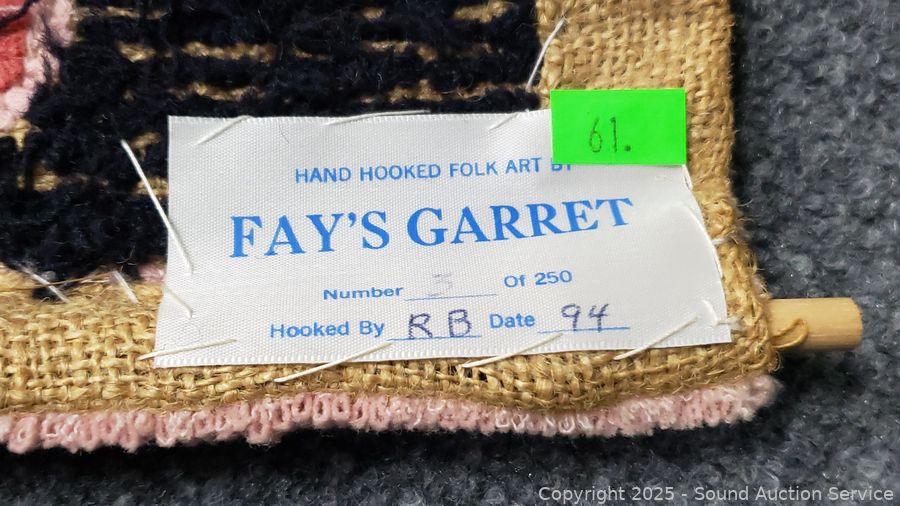 61.
HAND HOOKED FOLK ART BY
FAY'S GARRET
Number 3 Of 250
Hooked By RB Date 94
Copyright 2025 - Sound Auction Service